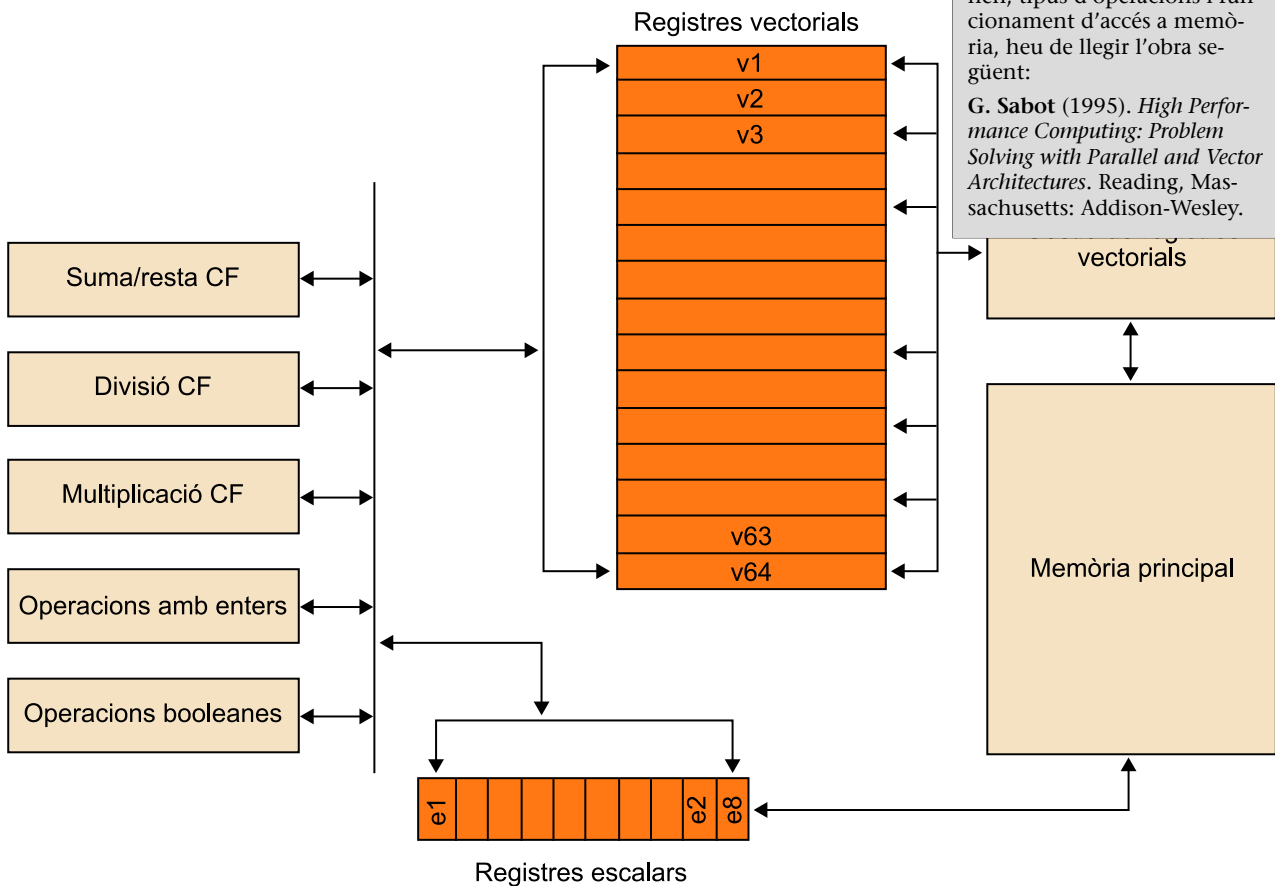 Registres vectorials
v1
v2
v3
v63
v64
cionament d'accés a memò-
ria, heu de llegir l'obra se-
güent:
G. Sabot (1995). High Perfor-
mance Computing: Problem
Solving with Parallel and Vector
Architectures. Reading, Mas-
sachusetts: Addison-Wesley.
vectorials
Suma/resta CF
Divisió CF
Multiplicació CF
Operacions amb enters
Operacions booleanes
Memòria principal
e1
e2
e8
Registres escalars